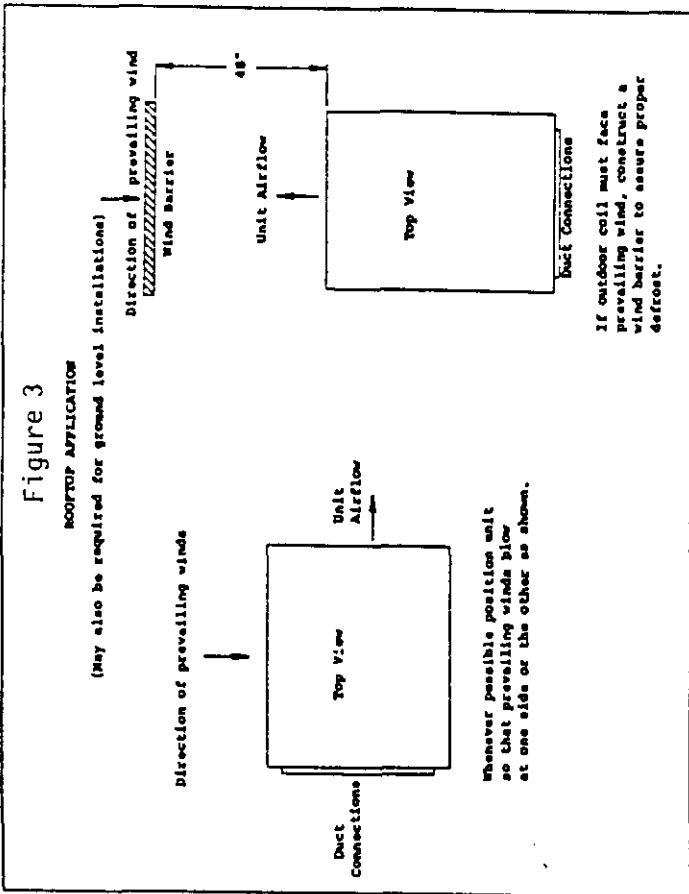 Figure 3
ROOFTOP APPLICATION
(May also be required for ground level installations)
Direction of prevailing winds
Duct
Connections
Top View
Unit
Airflow
Whenever possible position unit
so that prevailing winds blow
at one side or the other as shown.
Direction of prevailing wind
Wind Barrier
48"
Unit Airflow
Top View
Duct Connections
If outdoor coil must face
prevailing wind, construct a
wind barrier to assure proper
defrost.